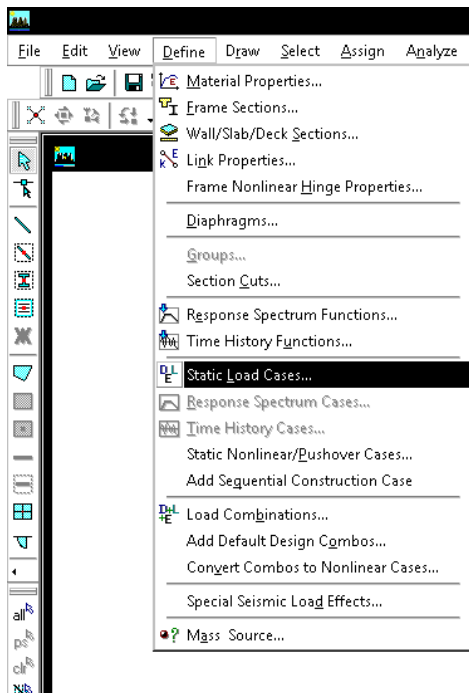 File Edit View Define Draw Select Assign Analyze
Material Properties...
Frame Sections...
Wall/Slab/Deck Sections...
Link Properties...
Frame Nonlinear Hinge Properties...
Diaphragms...
Groups...
Section Cuts...
Response Spectrum Functions...
Time History Functions...
Static Load Cases...
Response Spectrum Cases...
Time History Cases...
Static Nonlinear/Pushover Cases...
Add Sequential Construction Case
Load Combinations...
Add Default Design Combos...
Convert Combos to Nonlinear Cases...
Special Seismic Load Effects...
Mass Source...
all
ps
clr